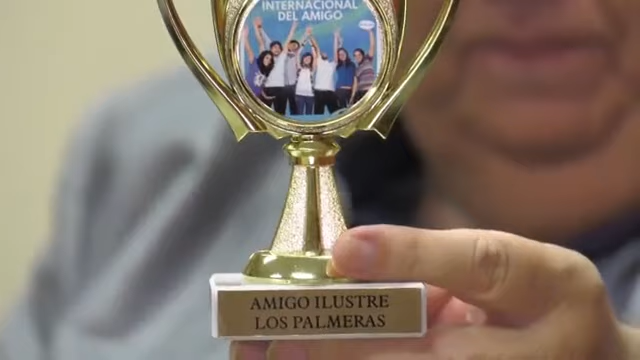 INTERNACIONAL
DEL AMIGO
AMIGO ILUSTRE
LOS PALMERAS